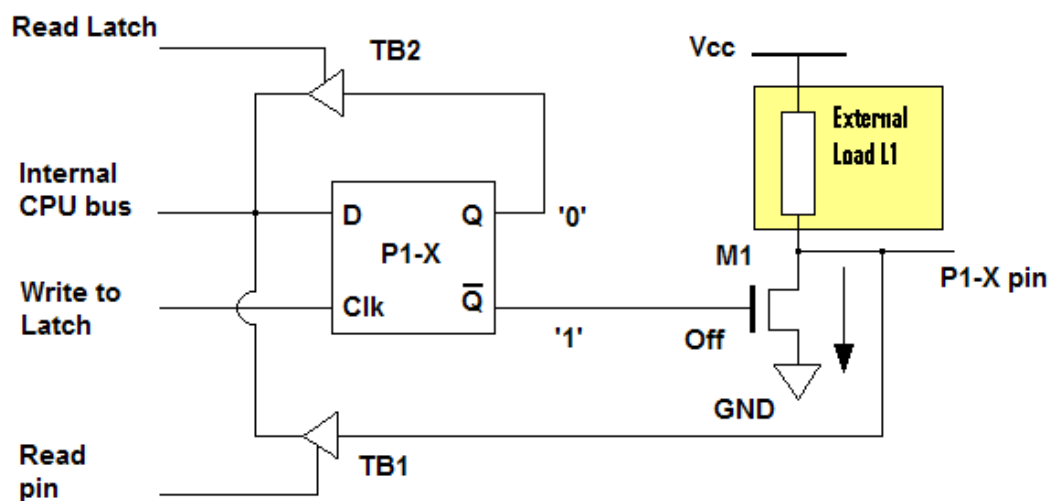 Read Latch
TB2
Vcc
External
Load L1
Internal
CPU bus
D
Q
'0'
P1-X
M1
P1-X pin
Write to
Latch
Clk
Q̅
'1'
Off
GND
Read
pin
TB1